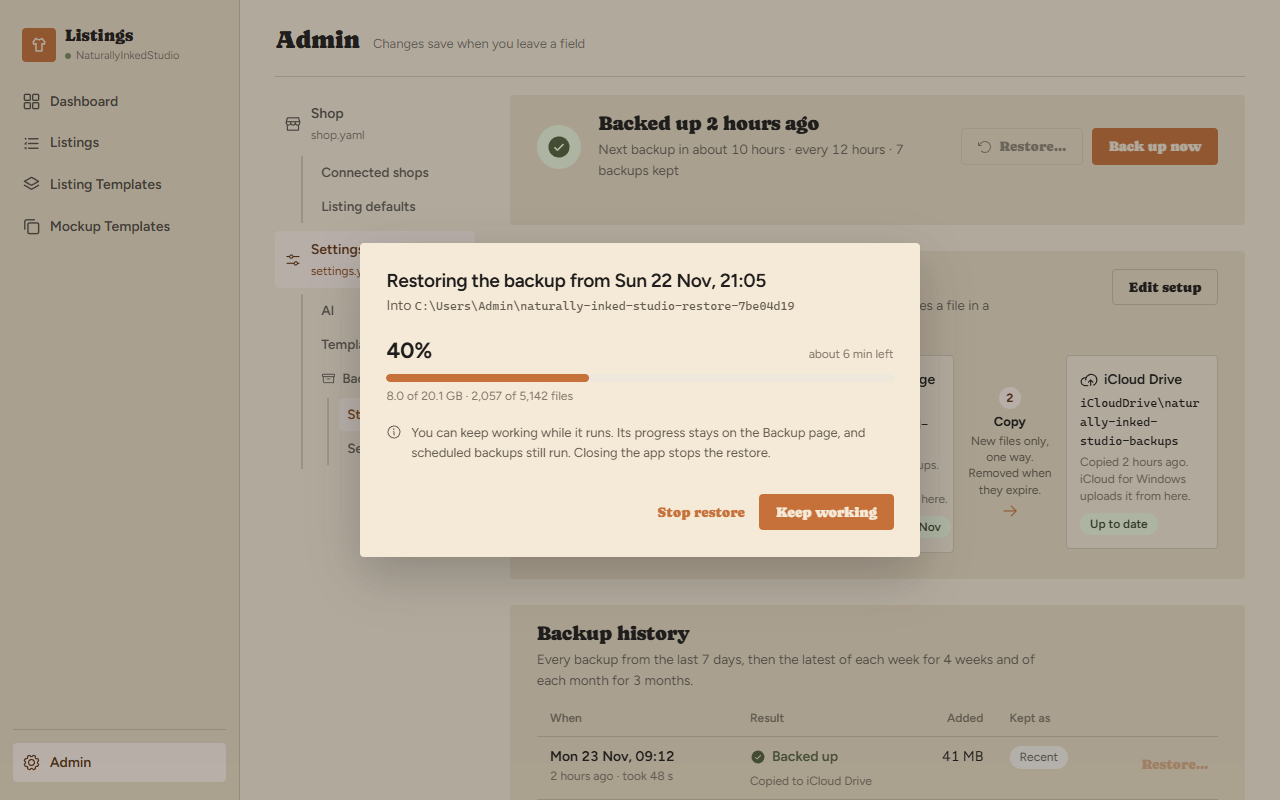 Listings
NaturallyInkedStudio
Dashboard
Listings
Listing Templates
Mockup Templates
Admin
Admin
Changes save when you leave a field
Shop
shop.yaml
Connected shops
Listing defaults
Settings
AI
Backed up 2 hours ago
Next backup in about 10 hours · every 12 hours · 7
backups kept
Restore...
Back up now
es a file in a
Edit setup
Restoring the backup from Sun 22 Nov, 21:05
Into C:\Users\Admin\naturally-inked-studio-restore-7be04d19
40%
about 6 min left
8.0 of 20.1 GB · 2,057 of 5,142 files
You can keep working while it runs. Its progress stays on the Backup page, and
scheduled backups still run. Closing the app stops the restore.
Stop restore
Keep working
here.
Nov
2
Copy
New files only,
one way.
Removed when
they expire.
iCloud Drive
iCloudDrive\natur
ally-inked-
studio-backups
Copied 2 hours ago.
iCloud for Windows
uploads it from here.
Up to date
Backup history
Every backup from the last 7 days, then the latest of each week for 4 weeks and of
each month for 3 months.
When
Result
Added
Kept as
Mon 23 Nov, 09:12
2 hours ago · took 48 s
Backed up
Copied to iCloud Drive
41 MB
Recent
Restore...